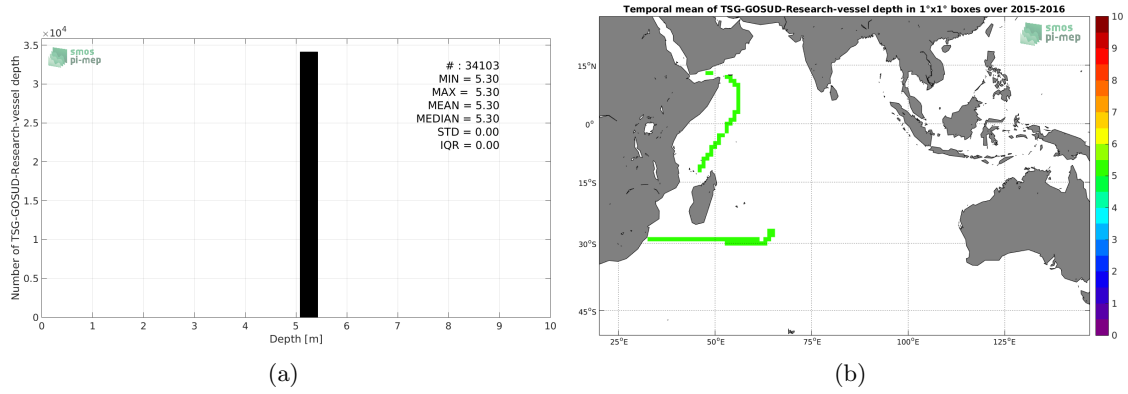 ×10⁴
3.5
3
2.5
2
1.5
1
0.5
0
Number of TSG-GOSUD-Research-vessel depth
smos
pi-mep
# : 34103
MIN = 5.30
MAX = 5.30
MEAN = 5.30
MEDIAN = 5.30
STD = 0.00
IQR = 0.00
0 1 2 3 4 5 6 7 8 9 10
Depth [m]
(a)
Temporal mean of TSG-GOSUD-Research-vessel depth in 1°x1° boxes over 2015-2016
smos
pi-mep
15°N
0°
15°S
30°S
45°S
25°E 50°E 75°E 100°E 125°E
10
9
8
7
6
5
4
3
2
1
0
(b)